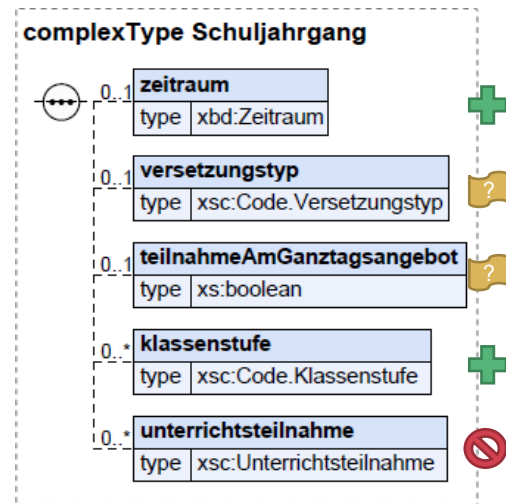 complexType Schuljahrgang
0..1 zeitraum
type xbd:Zeitraum
0..1 versetzungstyp
type xsc:Code.Versetzungstyp
?
0..1 teilnahmeAmGanztagsangebot
type xs:boolean
?
0..* klassenstufe
type xsc:Code.Klassenstufe
0..* unterrichtsteilnahme
type xsc:Unterrichtsteilnahme